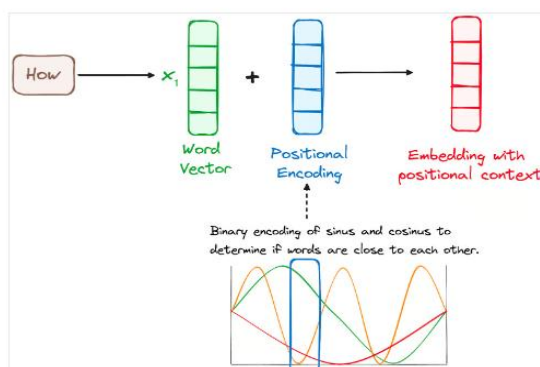 How
x₁
+
Word
Vector
Positional
Encoding
Embedding with
positional context
Binary encoding of sinus and cosinus to
determine if words are close to each other.